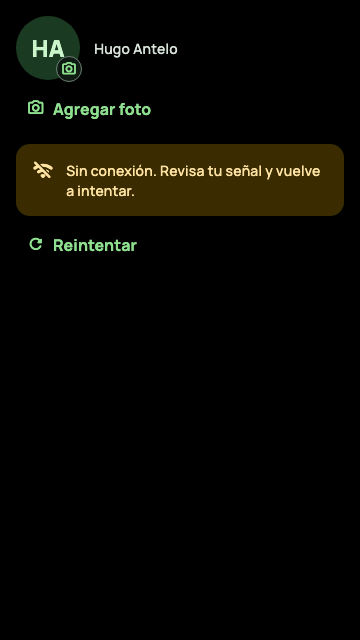 HA
Hugo Antelo
Agregar foto
Sin conexión. Revisa tu señal y vuelve
a intentar.
Reintentar